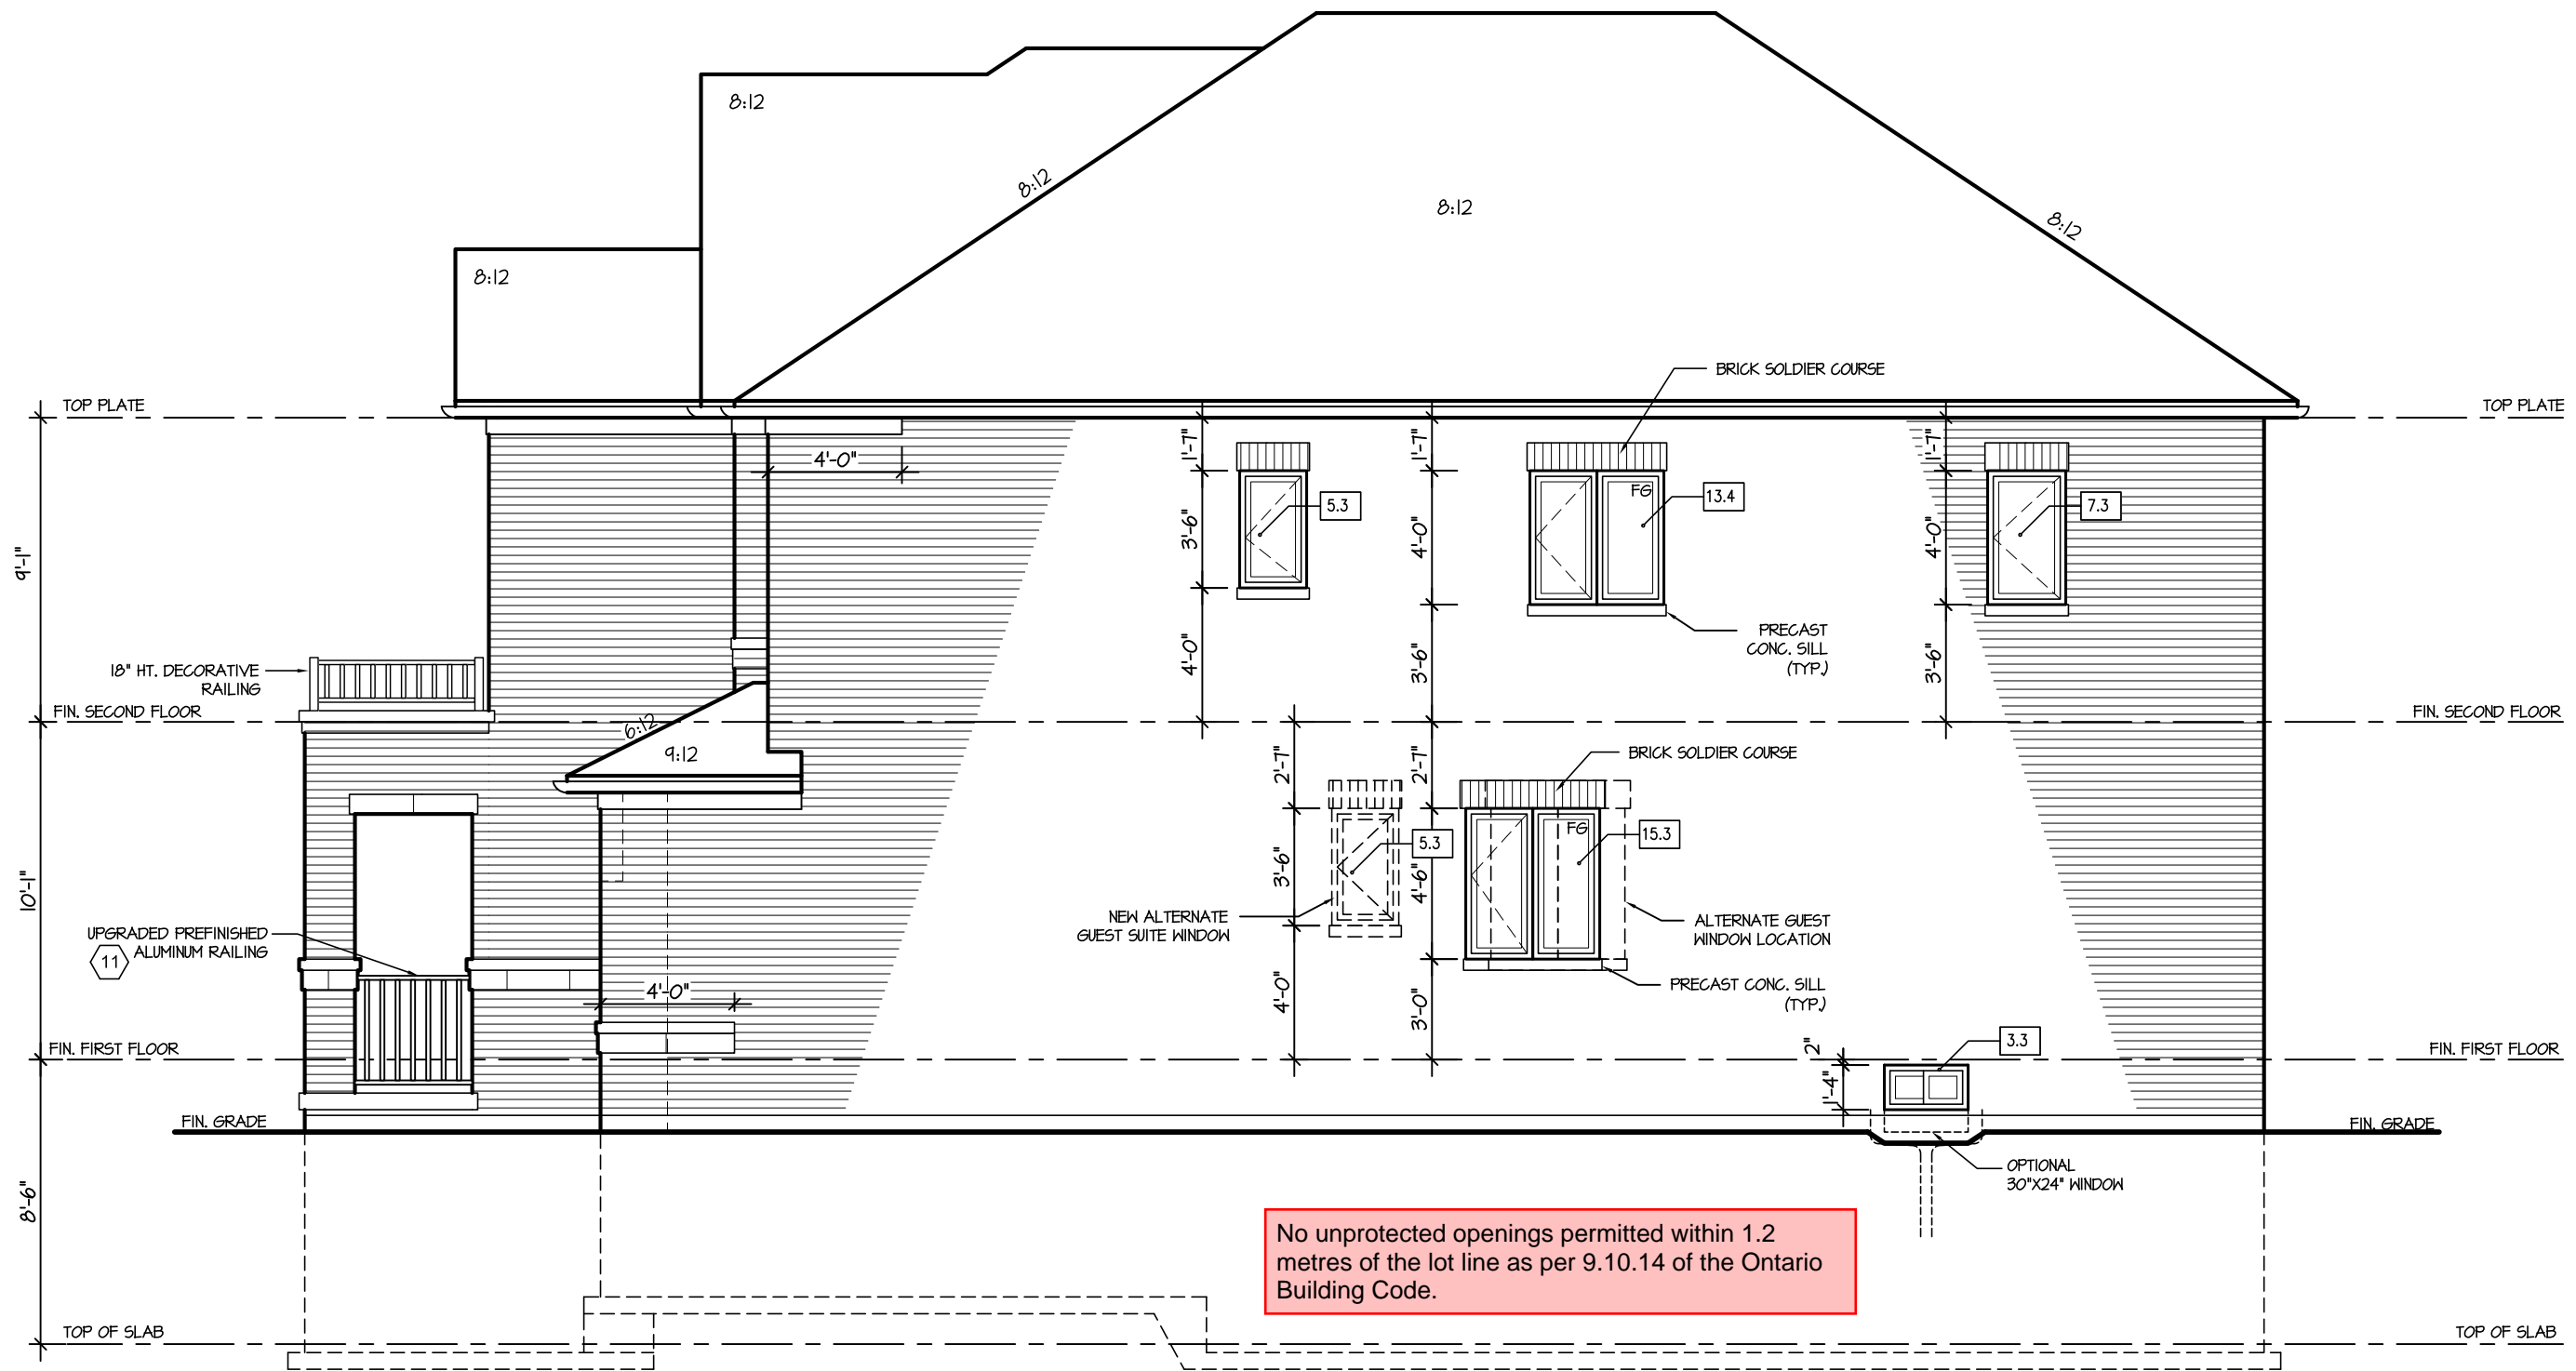 8:12
8:12
8:12
8:12
8:12
BRICK SOLDIER COURSE
TOP PLATE
TOP PLATE
4'-0"
1'-7"
1'-7"
1'-7"
5.3
FG
13.4
7.3
3'-6"
4'-0"
4'-0"
9'-1"
PRECAST
CONC. SILL
(TYP.)
4'-0"
3'-6"
3'-6"
18" HT. DECORATIVE
RAILING
FIN. SECOND FLOOR
FIN. SECOND FLOOR
6:12
9:12
2'-7"
2'-7"
BRICK SOLDIER COURSE
FG
15.3
5.3
3'-6"
4'-6"
10'-1"
NEW ALTERNATE
GUEST SUITE WINDOW
ALTERNATE GUEST
WINDOW LOCATION
UPGRADED PREFINISHED
ALUMINUM RAILING
11
4'-0"
4'-0"
3'-0"
PRECAST CONC. SILL
(TYP.)
FIN. FIRST FLOOR
2"
3.3
FIN. FIRST FLOOR
1'-4"
FIN. GRADE
FIN. GRADE
OPTIONAL
30"X24" WINDOW
8'-6"
No unprotected openings permitted within 1.2
metres of the lot line as per 9.10.14 of the Ontario
Building Code.
TOP OF SLAB
TOP OF SLAB